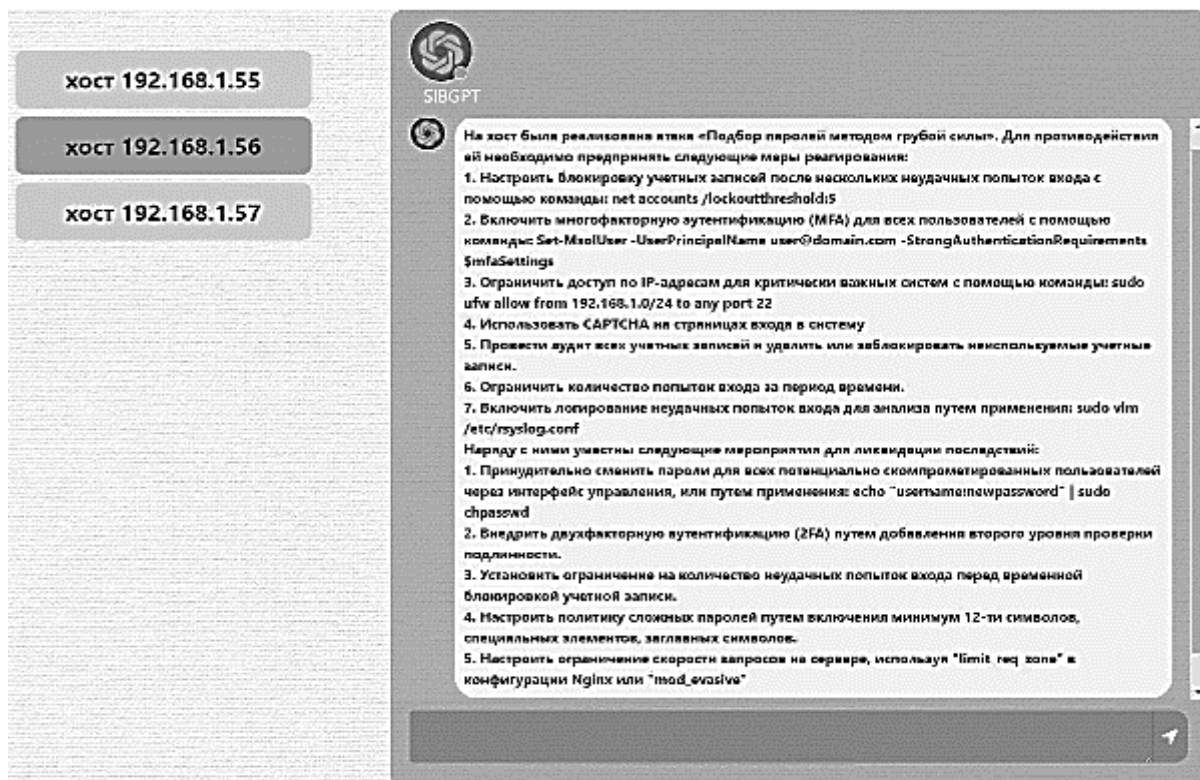 хост 192.168.1.55
хост 192.168.1.56
хост 192.168.1.57
SIBGPT
На хост была реализована атака «Подбор паролей методом грубой силы». Для противодействия
ей необходимо предпринять следующие меры реагирования:
1. Настроить блокировку учетных записей после нескольких неудачных попыток входа с
помощью команды: net accounts /lockoutthreshold:5
2. Включить многофакторную аутентификацию (MFA) для всех пользователей с помощью
команды: Set-MsolUser -UserPrincipalName user@domain.com -StrongAuthenticationRequirements
$mfaSettings
3. Ограничить доступ по IP-адресам для критически важных систем с помощью команды: sudo
ufw allow from 192.168.1.0/24 to any port 22
4. Использовать CAPTCHA на страницах входа в систему
5. Провести аудит всех учетных записей и удалить или заблокировать неиспользуемые учетные
записи.
6. Ограничить количество попыток входа за период времени.
7. Включить логирование неудачных попыток входа для анализа путем применения: sudo vim
/etc/rsyslog.conf
Наряду с ними уместны следующие мероприятия для ликвидации последствий:
1. Принудительно сменить пароли для всех потенциально скомпрометированных пользователей
через интерфейс управления, или путем применения: echo "username:newpassword" | sudo
chpasswd
2. Внедрить двухфакторную аутентификацию (2FA) путем добавления второго уровня проверки
подлинности.
3. Установить ограничение на количество неудачных попыток входа перед временной
блокировкой учетной записи.
4. Настроить политику сложных паролей путем включения минимум 12-ти символов,
специальных элементов, заглавных символов.
5. Настроить ограничение скорости запросов на сервере, используя "limit_req_zone" в
конфигурации Nginx или "mod_evasive"